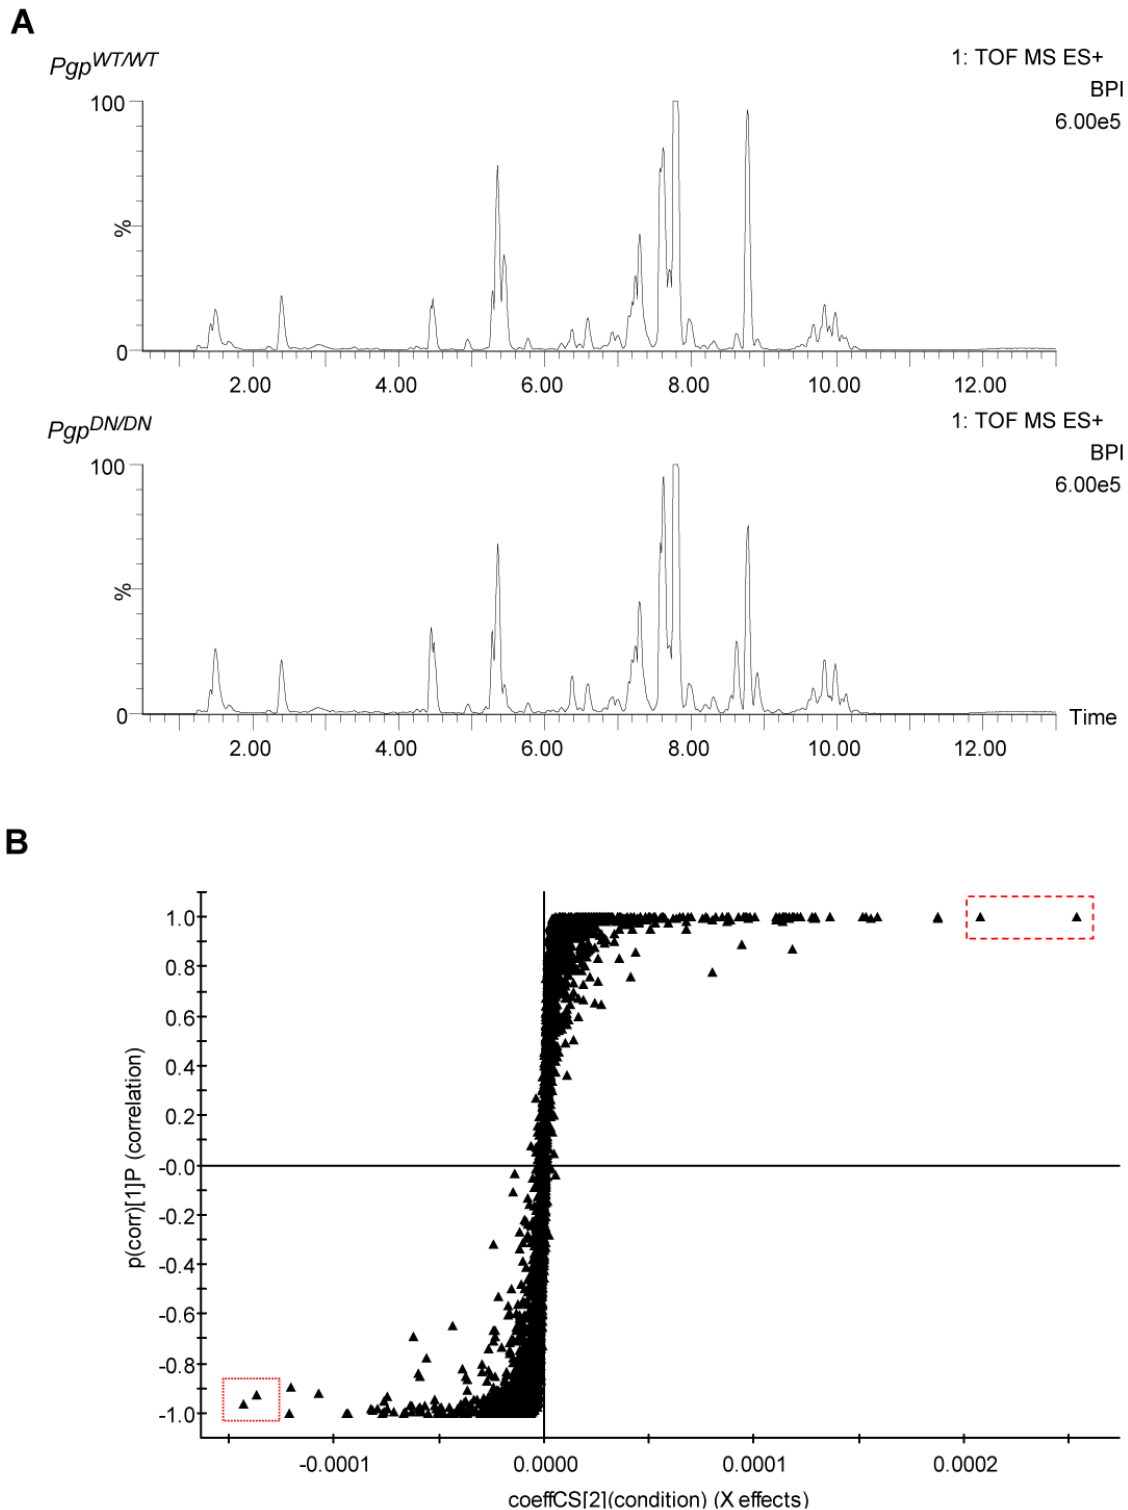 A
Pgp^WT/WT
1: TOF MS ES+
BPI
6.00e5
100
%
0
2.00 4.00 6.00 8.00 10.00 12.00
Pgp^DN/DN
1: TOF MS ES+
BPI
6.00e5
100
%
0
Time
2.00 4.00 6.00 8.00 10.00 12.00
B
1.0
0.8
0.6
0.4
0.2
-0.0
-0.2
-0.4
-0.6
-0.8
-1.0
p(corr)[1]P (correlation)
-0.0001 0.0000 0.0001 0.0002
coeffCS[2](condition) (X effects)